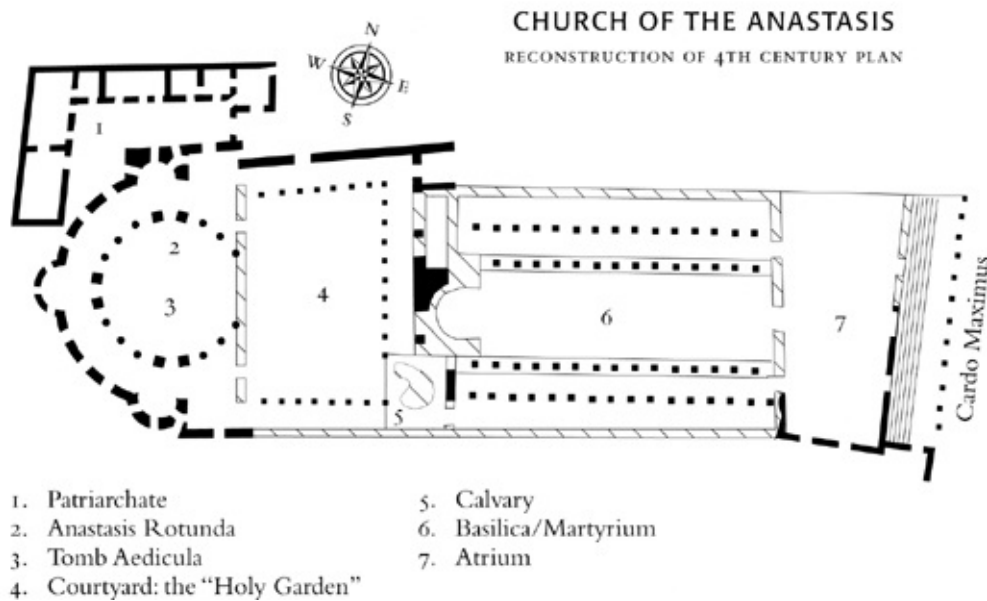 CHURCH OF THE ANASTASIS
RECONSTRUCTION OF 4TH CENTURY PLAN
N
W
E
S
1
2
3
4
5
6
7
Cardo Maximus
1. Patriarchate
2. Anastasis Rotunda
3. Tomb Aedicula
4. Courtyard: the “Holy Garden”
5. Calvary
6. Basilica/Martyrium
7. Atrium